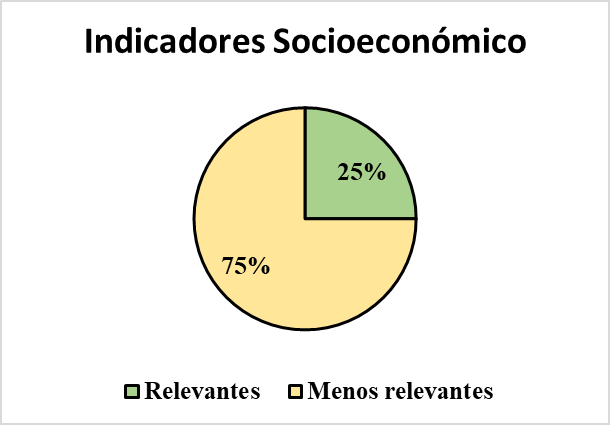 Indicadores Socioeconómico
25%
75%
Relevantes Menos relevantes